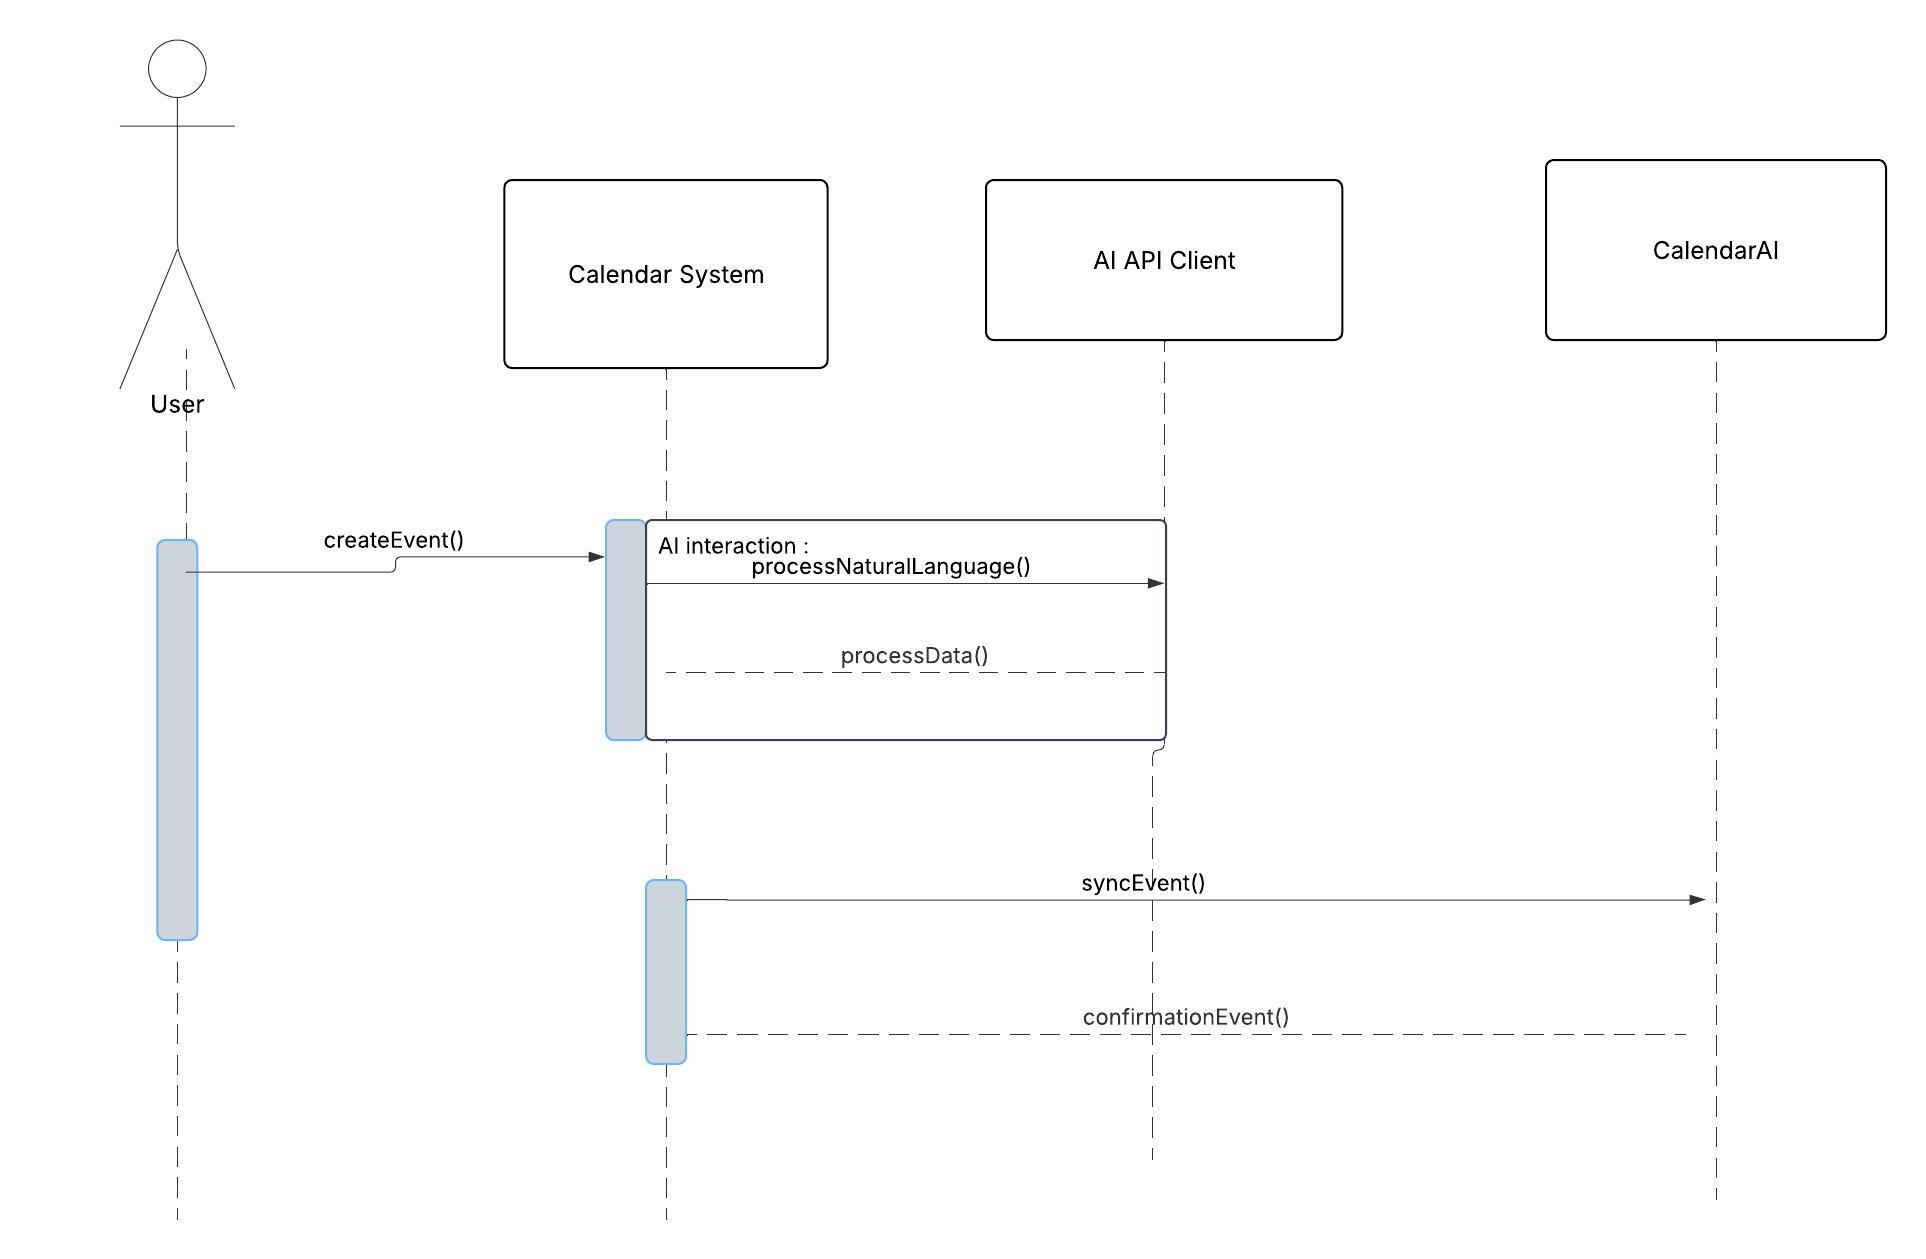 Calendar System
AI API Client
CalendarAI
User
createEvent()
AI interaction :
processNaturalLanguage()
processData()
syncEvent()
confirmationEvent()